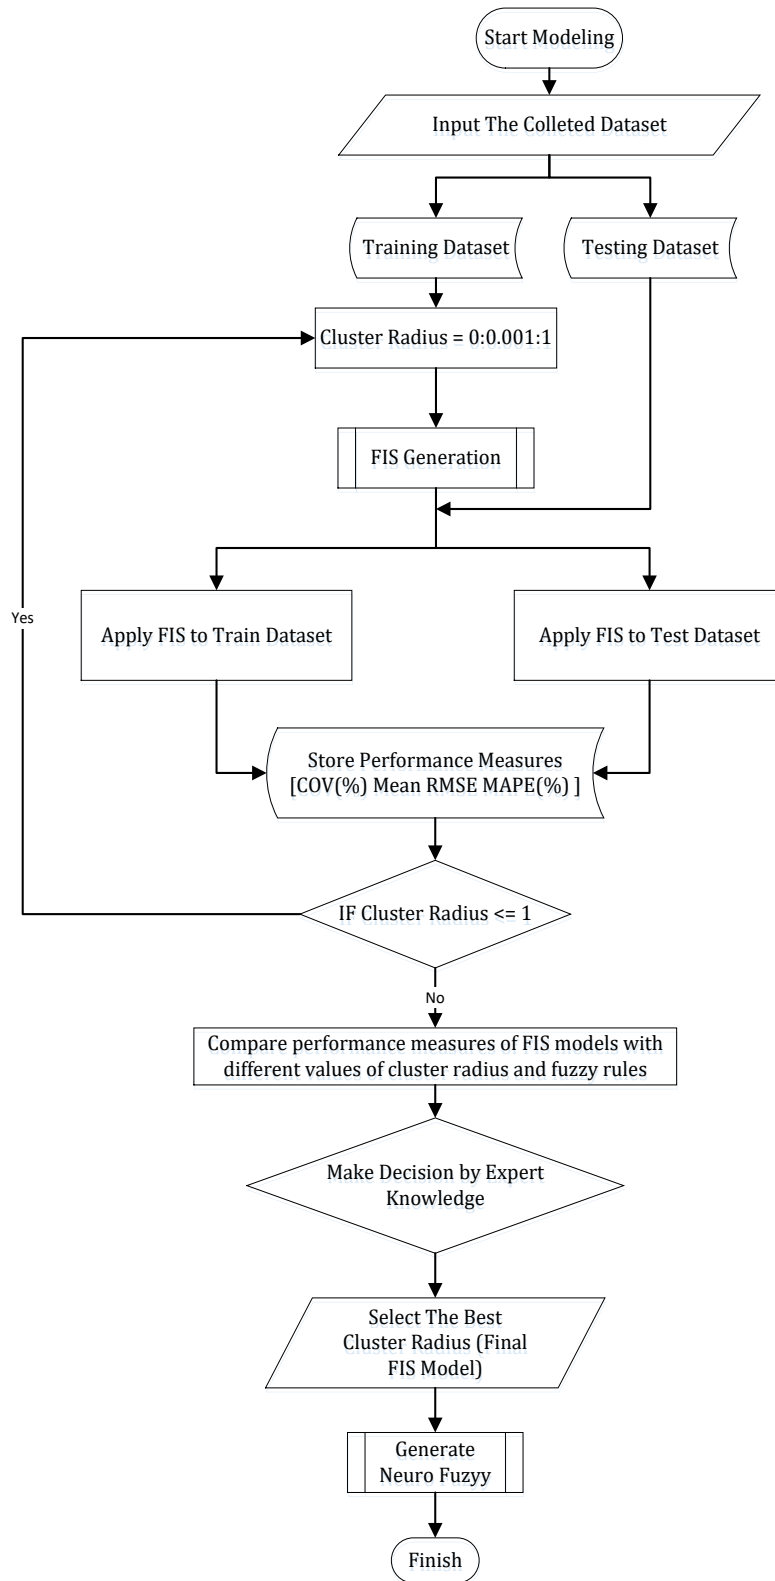 Start Modeling
Input The Colleted Dataset
Training Dataset
Testing Dataset
Cluster Radius = 0:0.001:1
FIS Generation
Yes
Apply FIS to Train Dataset
Apply FIS to Test Dataset
Store Performance Measures
[COV(%) Mean RMSE MAPE(%) ]
IF Cluster Radius <= 1
No
Compare performance measures of FIS models with
different values of cluster radius and fuzzy rules
Make Decision by Expert
Knowledge
Select The Best
Cluster Radius (Final
FIS Model)
Generate
Neuro Fuzyy
Finish